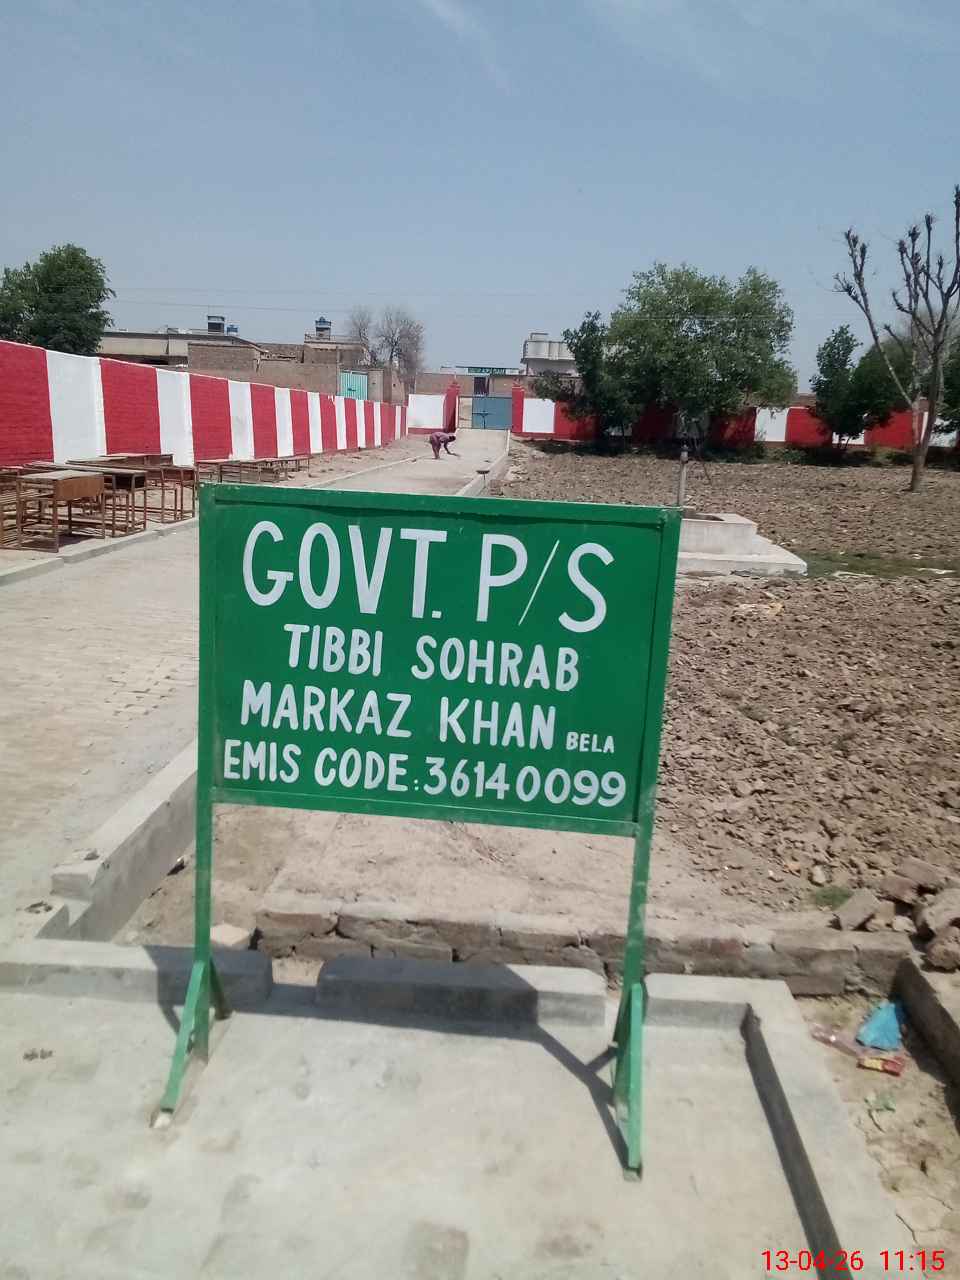 GOVT. P/S
TIBBI SOHRAB
MARKAZ KHAN BELA
EMIS CODE:36140099
13-04-26 11:15